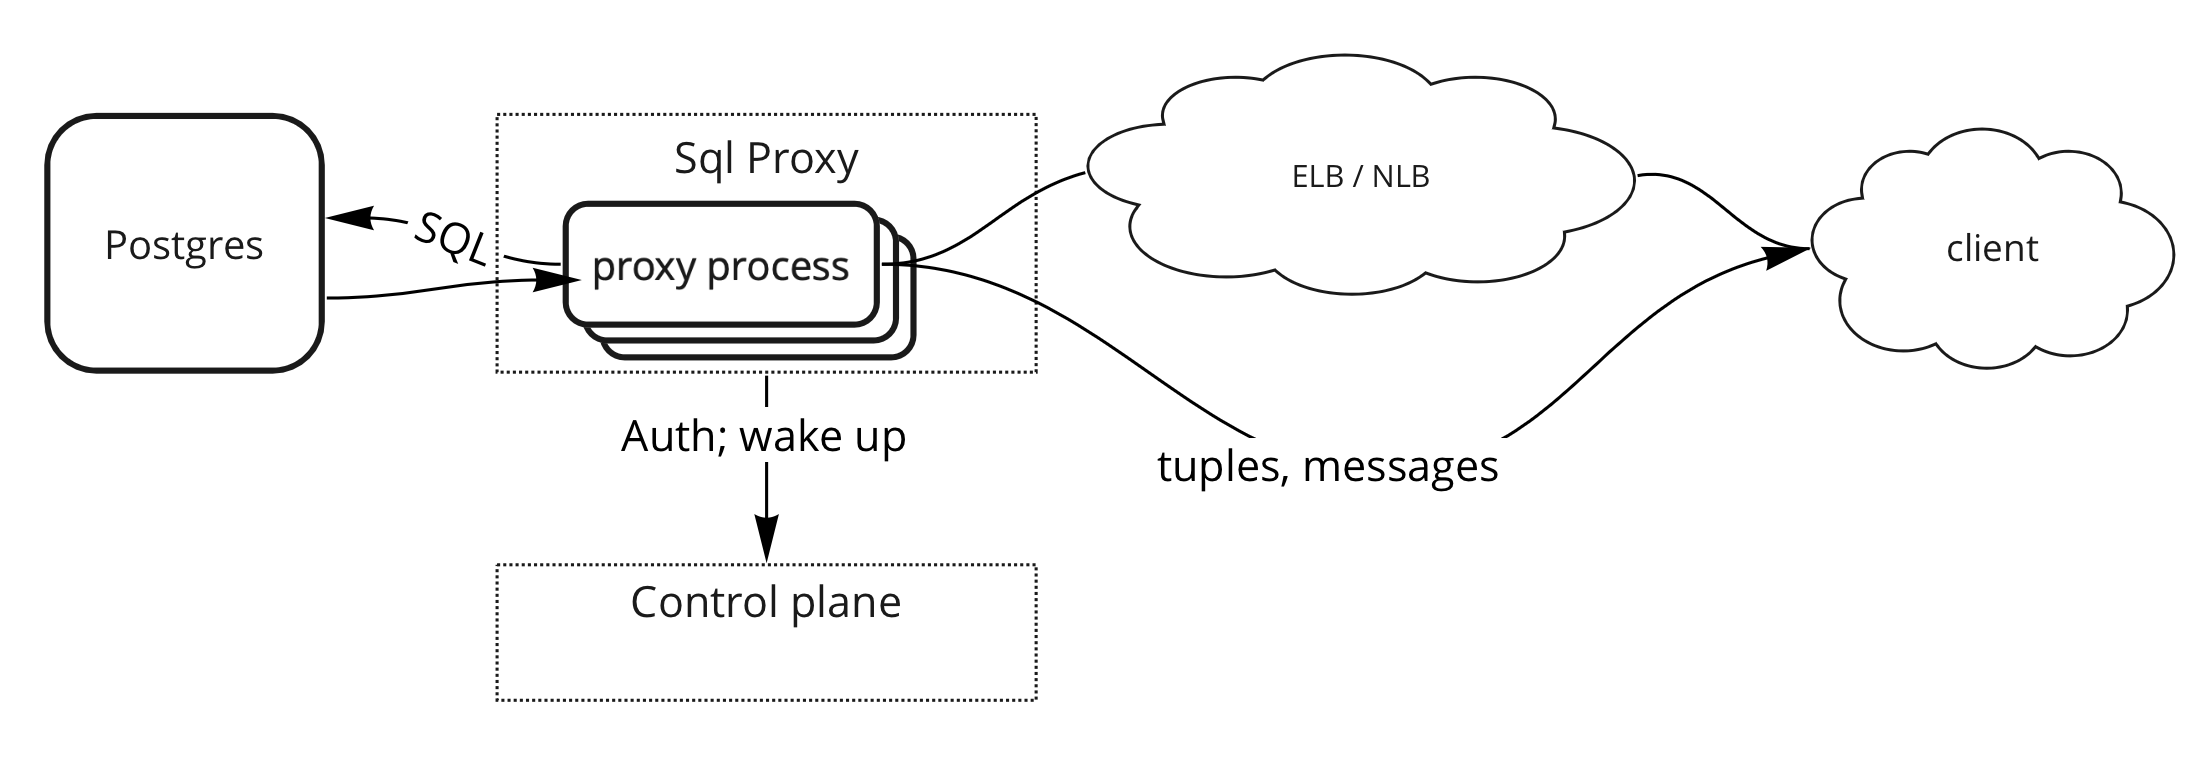 Postgres
SQL
Sql Proxy
proxy process
ELB / NLB
client
Auth; wake up
tuples, messages
Control plane